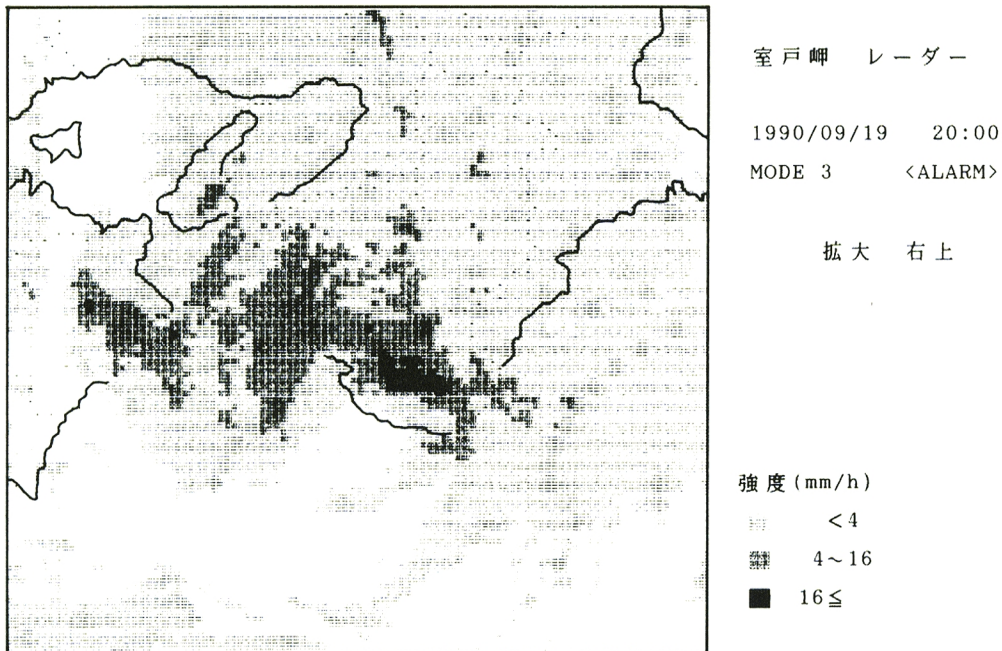 室戸岬 レーダー
1990/09/19 20:00
MODE 3 <ALARM>
拡大 右上
強度(mm/h)
<4
4~16
16≦